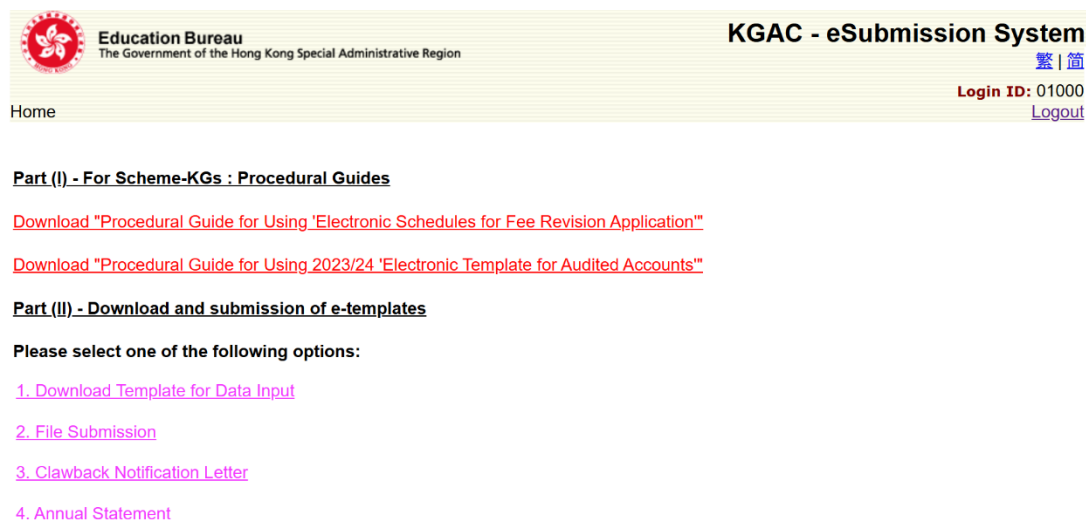 Education Bureau
The Government of the Hong Kong Special Administrative Region
KGAC - eSubmission System
繁 | 简
Login ID: 01000
Home
Logout
Part (I) - For Scheme-KGs : Procedural Guides
Download "Procedural Guide for Using 'Electronic Schedules for Fee Revision Application'"
Download "Procedural Guide for Using 2023/24 'Electronic Template for Audited Accounts'"
Part (II) - Download and submission of e-templates
Please select one of the following options:
1. Download Template for Data Input
2. File Submission
3. Clawback Notification Letter
4. Annual Statement